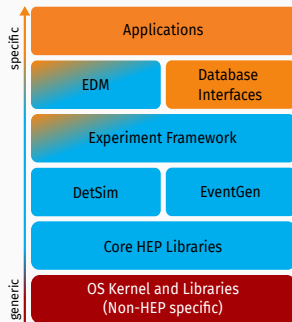 specific
Applications
EDM
Database
Interfaces
Experiment Framework
DetSim
EventGen
Core HEP Libraries
generic
OS Kernel and Libraries
(Non-HEP specific)